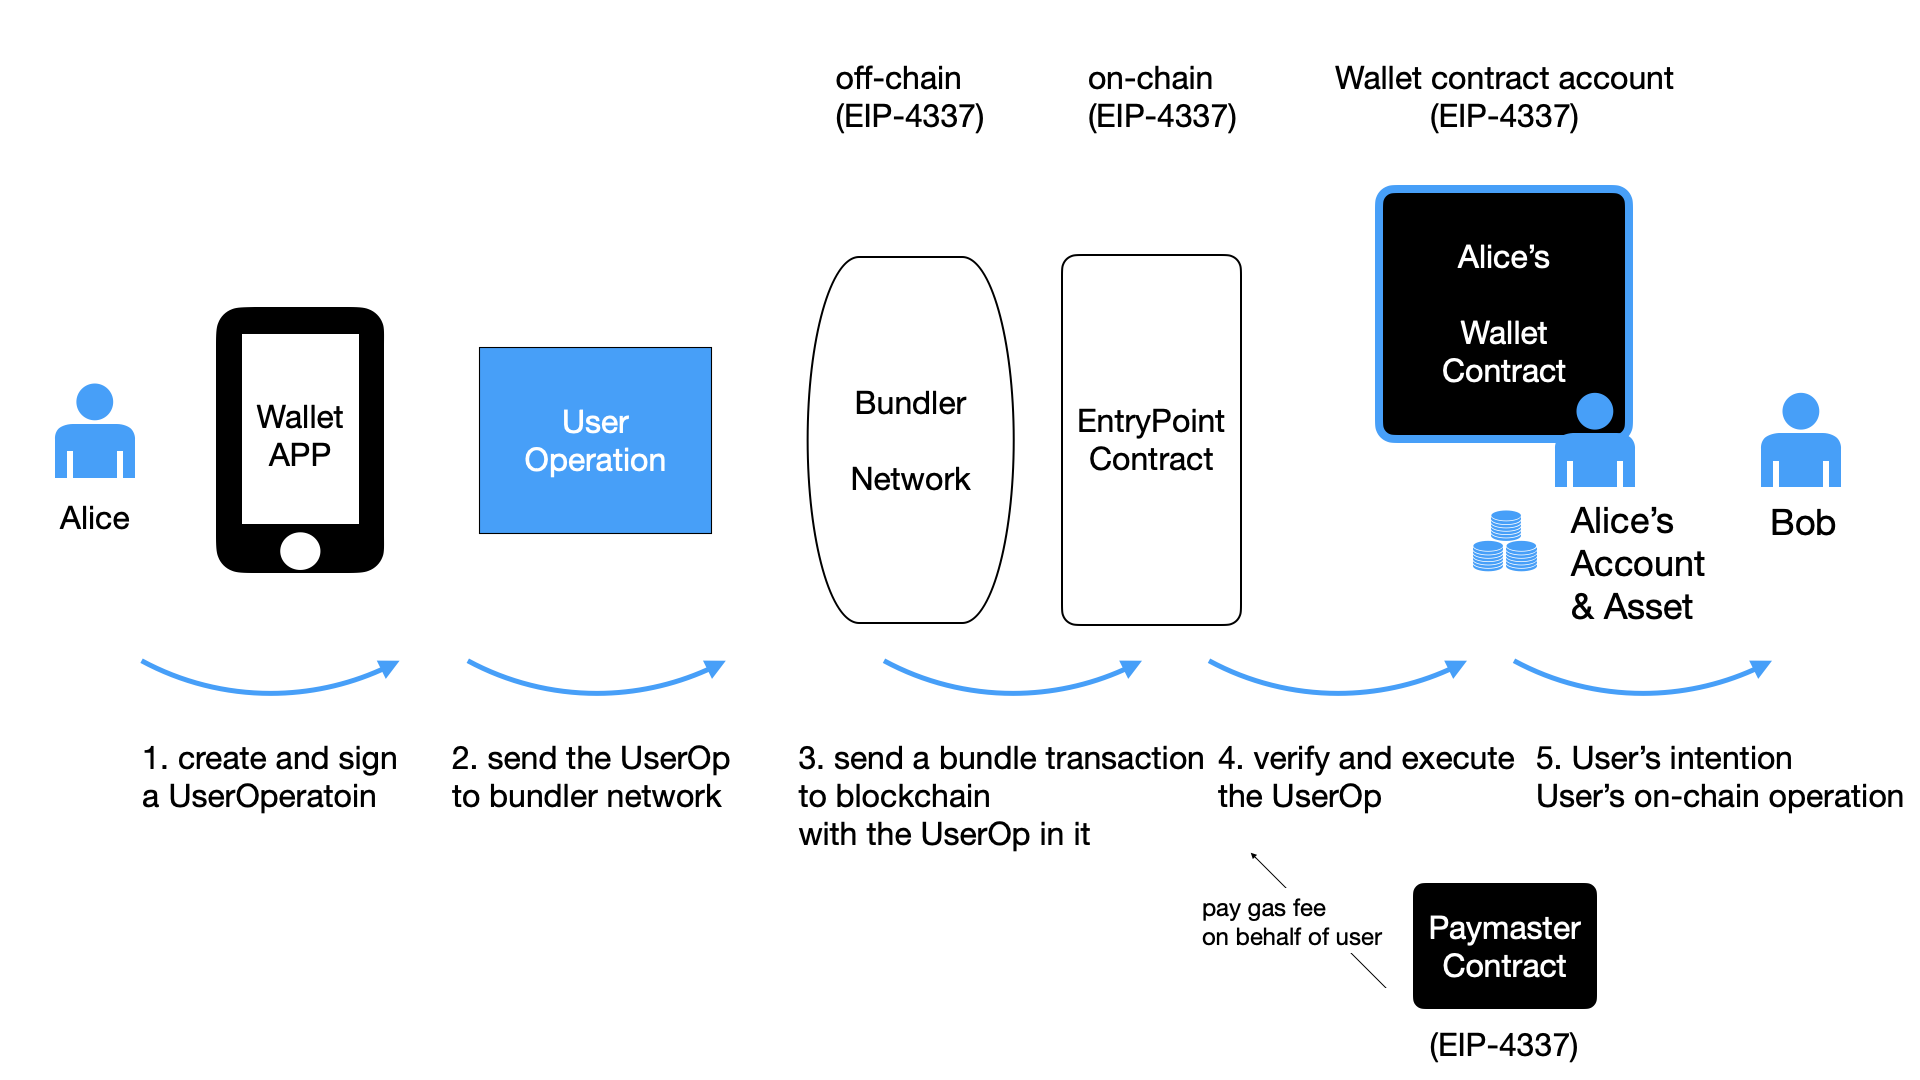 off-chain
(EIP-4337)
on-chain
(EIP-4337)
Wallet contract account
(EIP-4337)
Alice’s
Wallet
Contract
Wallet
APP
User
Operation
Bundler
Network
EntryPoint
Contract
Alice
Alice’s
Account
& Asset
Bob
1. create and sign
a UserOperatoin
2. send the UserOp
to bundler network
3. send a bundle transaction
to blockchain
with the UserOp in it
4. verify and execute
the UserOp
5. User’s intention
User’s on-chain operation
pay gas fee
on behalf of user
Paymaster
Contract
(EIP-4337)